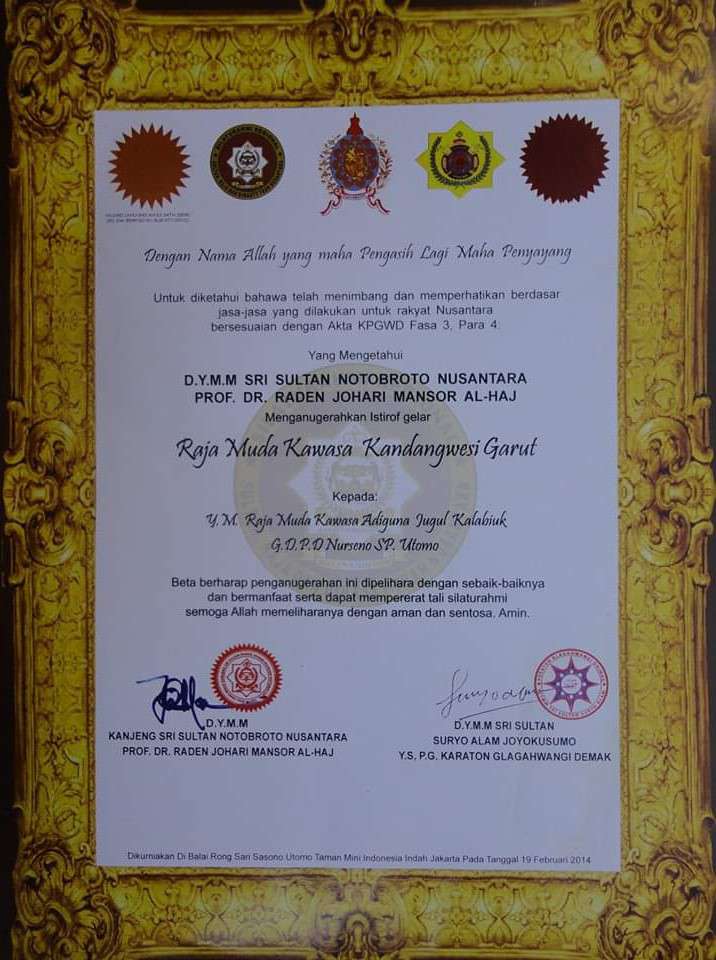 Dengan Nama Allah yang maha Pengasih Lagi Maha Penyayang
Untuk diketahui bahawa telah menimbang dan memperhatikan berdasar
jasa-jasa yang dilakukan untuk rakyat Nusantara
bersesuaian dengan Akta KPGWD Fasa 3, Para 4:
Yang Mengetahui
D.Y.M.M SRI SULTAN NOTOBROTO NUSANTARA
PROF. DR. RADEN JOHARI MANSOR AL-HAJ
Menganugerahkan Istirof gelar
Raja Muda Kawasa Kandangwesi Garut
Kepada:
Y.M. Raja Muda Kawasa Adiguna Jugul Kalabiuk
G.D.P.D Nurseno SP. Utomo
Beta berharap penganugerahan ini dipelihara dengan sebaik-baiknya
dan bermanfaat serta dapat mempererat tali silaturahmi
semoga Allah memeliharanya dengan aman dan sentosa, Amin.
D.Y.M.M
KANJENG SRI SULTAN NOTOBROTO NUSANTARA
PROF. DR. RADEN JOHARI MANSOR AL-HAJ
D.Y.M.M SRI SULTAN
SURYO ALAM JOYOKUSUMO
Y.S, P.G. KARATON GLAGAHWANGI DEMAK
Dikurniakan Di Balai Rong Sari Sasono Utomo Taman Mini Indonesia Indah Jakarta Pada Tanggal 19 Februari 2014